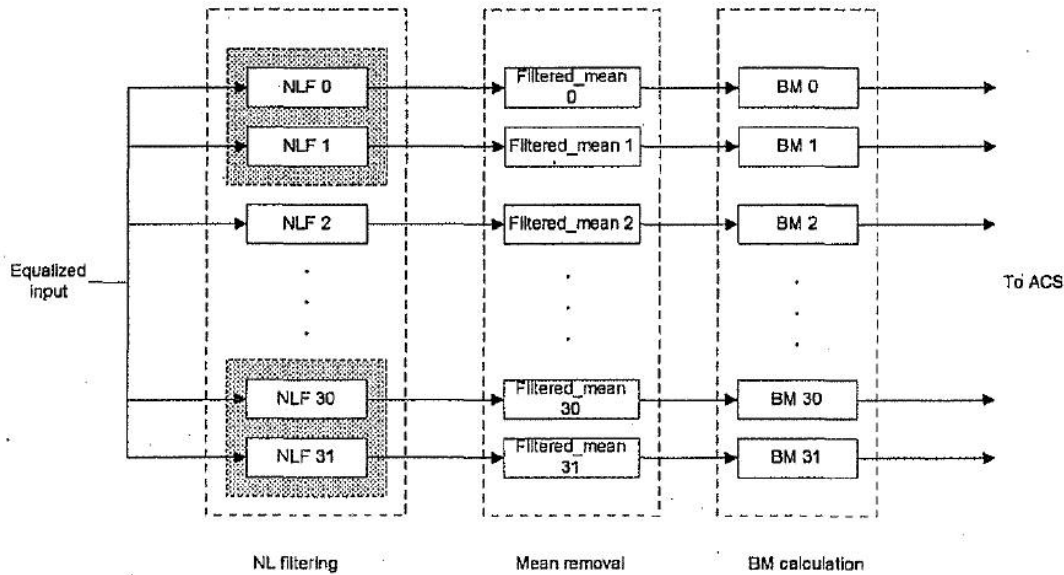 NLF 0
Filtered_mean
0
BM 0
NLF 1
Filtered_mean 1
BM 1
NLF 2
Filtered_mean 2
BM 2
Equalized
input
To ACS
NLF 30
Filtered_mean
30
BM 30
NLF 31
Filtered_mean
31
BM 31
NL filtering
Mean removal
BM calculation